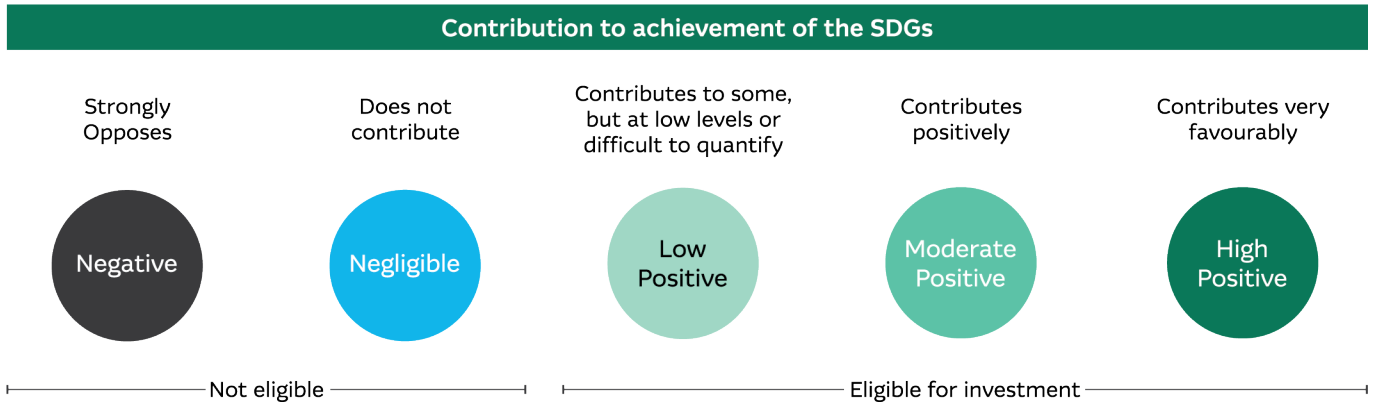 Contribution to achievement of the SDGs
Strongly
Opposes
Does not
contribute
Contributes to some,
but at low levels or
difficult to quantify
Contributes
positively
Contributes very
favourably
Negative
Negligible
Low
Positive
Moderate
Positive
High
Positive
Not eligible
Eligible for investment